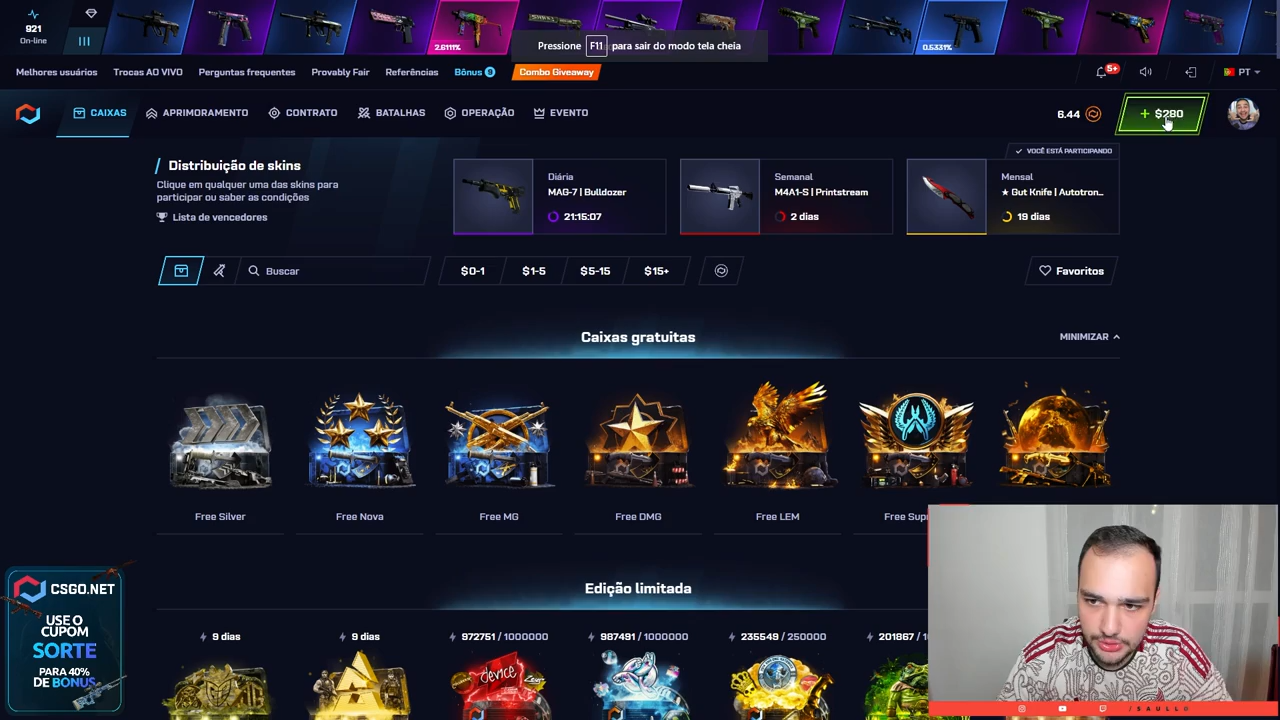 921
On-line
2.6111%
0.5331%
Pressione F11 para sair do modo tela cheia
Melhores usuários
Trocas AO VIVO
Perguntas frequentes
Provably Fair
Referências
Bônus 9
Combo Giveaway
5+
PT
CAIXAS
APRIMORAMENTO
CONTRATO
BATALHAS
OPERAÇÃO
EVENTO
6.44
+ $280
Distribuição de skins
Clique em qualquer uma das skins para
participar ou saber as condições
Lista de vencedores
Diária
MAG-7 | Bulldozer
21:15:07
Semanal
M4A1-S | Printstream
2 dias
VOCÊ ESTÁ PARTICIPANDO
Mensal
★ Gut Knife | Autotron...
19 dias
Buscar
$0-1
$1-5
$5-15
$15+
Favoritos
Caixas gratuitas
MINIMIZAR
Free Silver
Free Nova
Free MG
Free DMG
Free LEM
Edição limitada
9 dias
9 dias
972751 / 1000000
987491 / 1000000
235549 / 250000
device
CSGO.NET
USE O
CUPOM
SORTE
PARA 40%
DE BONUS
/SAULLO